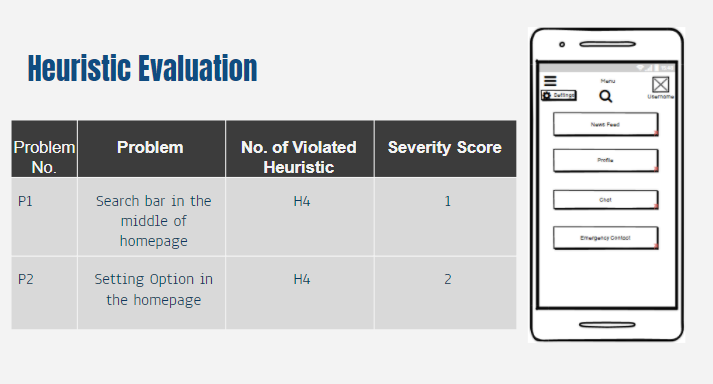 Heuristic Evaluation
Problem No.
Problem
No. of Violated Heuristic
Severity Score
P1
Search bar in the middle of homepage
H4
1
P2
Setting Option in the homepage
H4
2
Menu
Settings
Username
News Feed
Profile
Chat
Emergency Contact